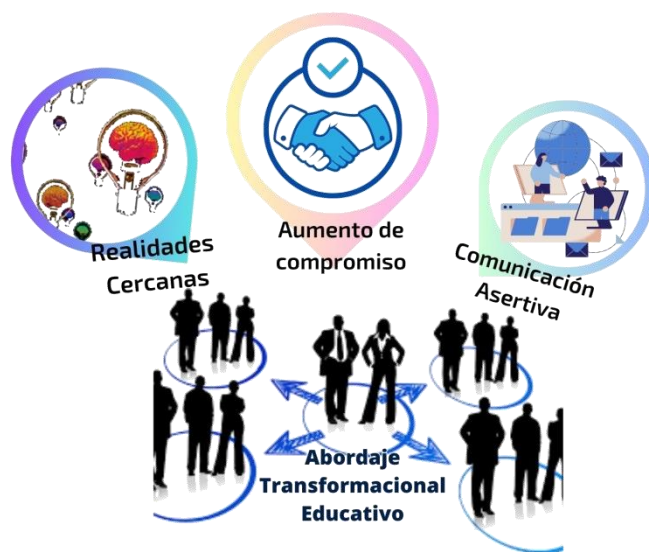 Realidades
Cercanas
Aumento de
compromiso
Comunicación
Asertiva
Abordaje
Transformacional
Educativo